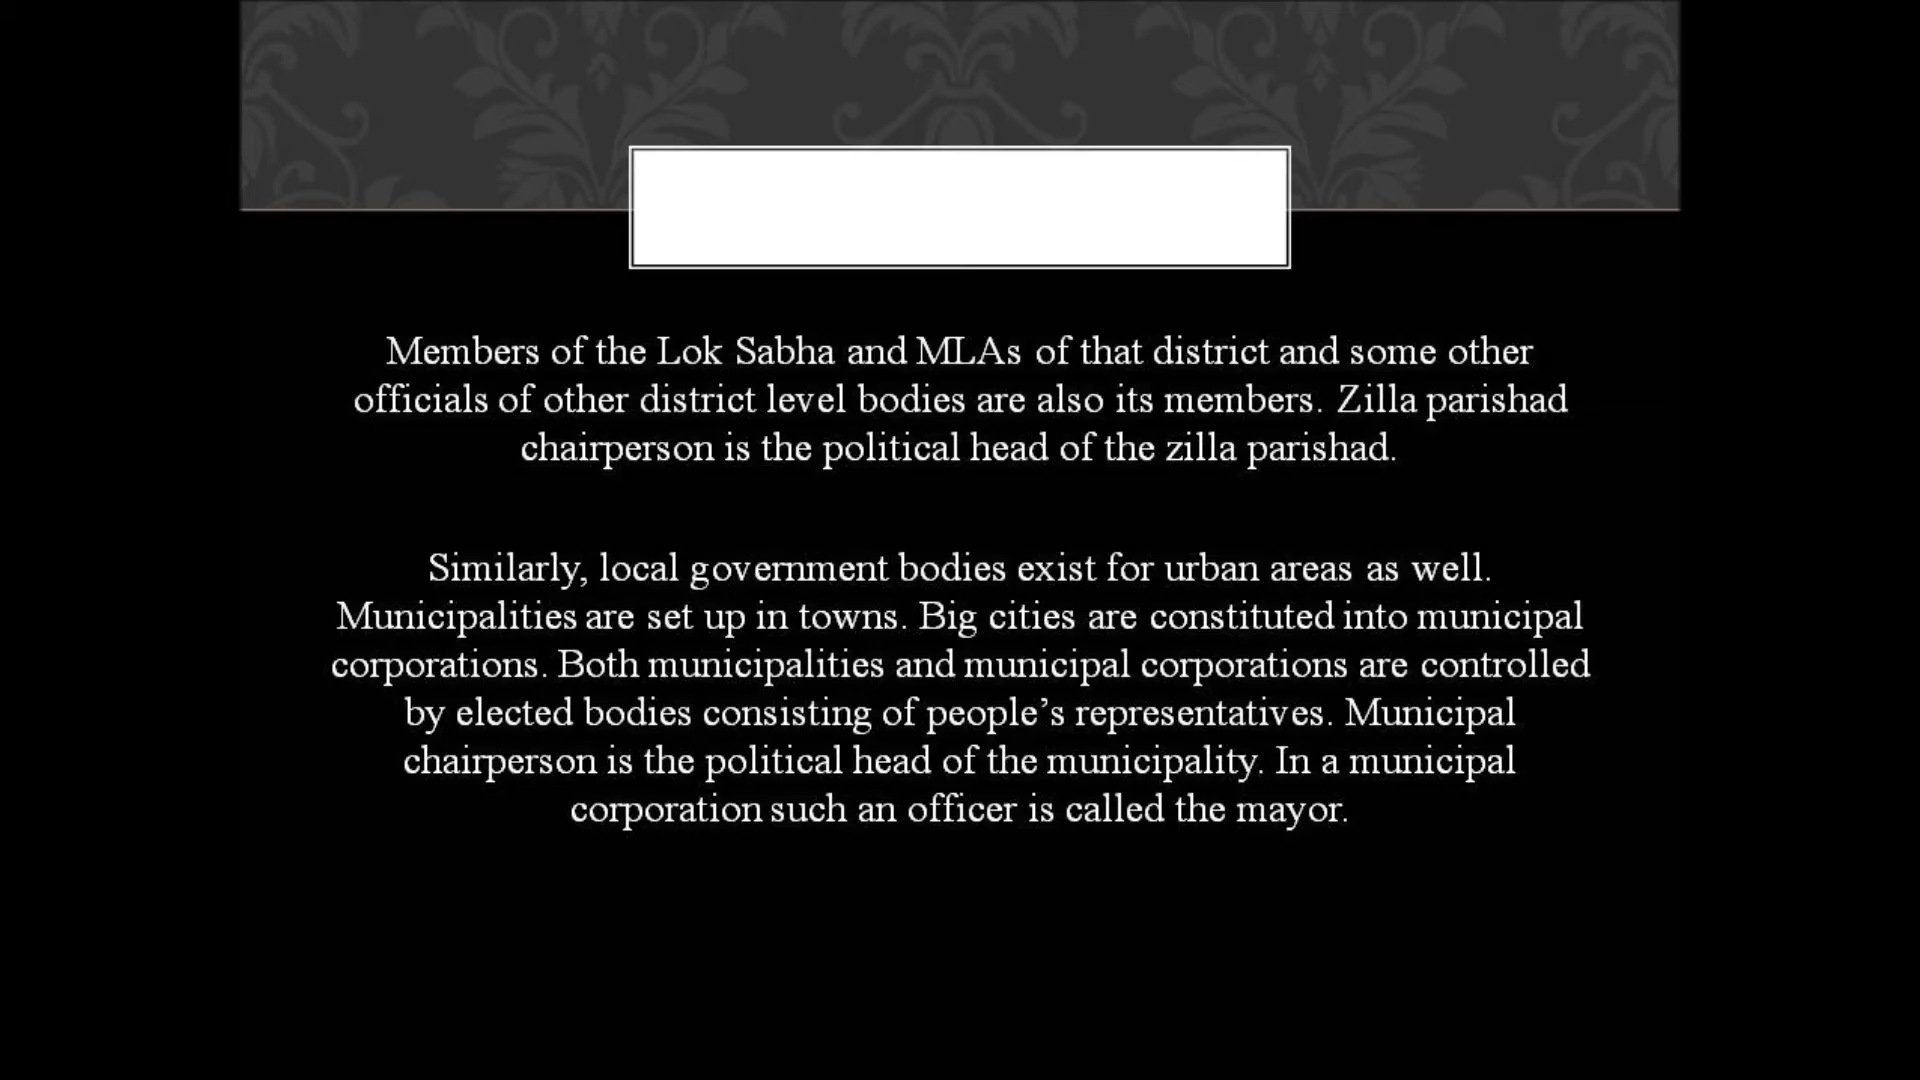 Members of the Lok Sabha and MLAs of that district and some other
officials of other district level bodies are also its members. Zilla parishad
chairperson is the political head of the zilla parishad.
Similarly, local government bodies exist for urban areas as well.
Municipalities are set up in towns. Big cities are constituted into municipal
corporations. Both municipalities and municipal corporations are controlled
by elected bodies consisting of people’s representatives. Municipal
chairperson is the political head of the municipality. In a municipal
corporation such an officer is called the mayor.